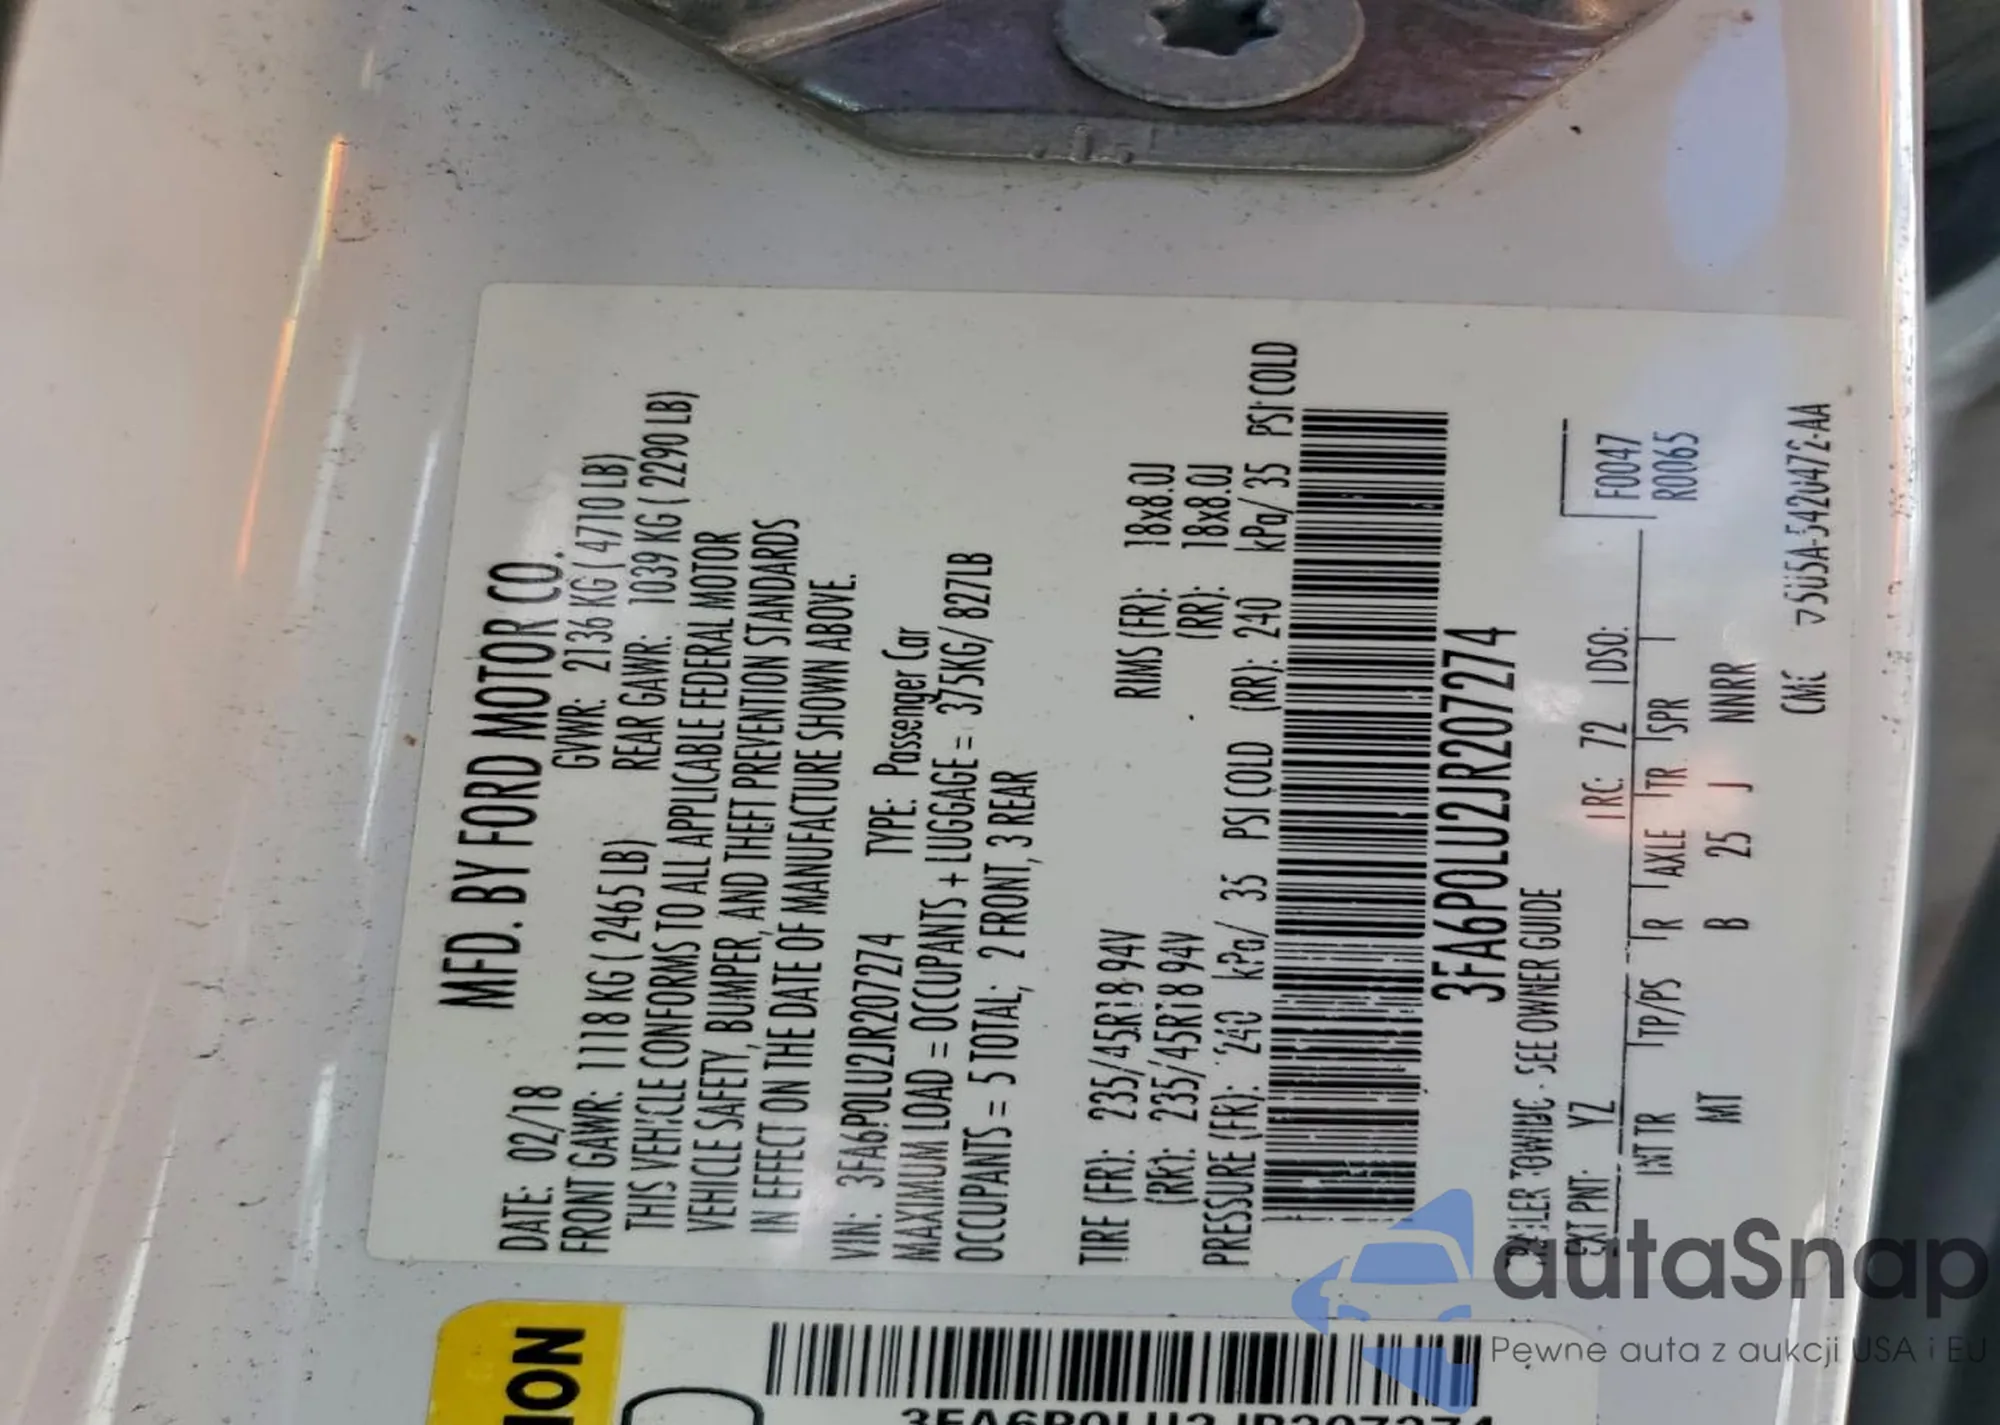 MFD. BY FORD MOTOR CO.
DATE: 02/18 GVWR: 2136 KG ( 4710 LB)
FRONT GAWR: 1118 KG ( 2465 LB) REAR GAWR: 1039 KG ( 2290 LB)
THIS VEHICLE CONFORMS TO ALL APPLICABLE FEDERAL MOTOR
VEHICLE SAFETY, BUMPER, AND THEFT PREVENTION STANDARDS
IN EFFECT ON THE DATE OF MANUFACTURE SHOWN ABOVE.
VIN: 3FA6P0LU2JR207274 TYPE: Passenger Car
MAXIMUM LOAD = OCCUPANTS + LUGGAGE = 375KG/ 827LB
OCCUPANTS = 5 TOTAL; 2 FRONT, 3 REAR
TIRE (FR): 235/45R18 94V RIMS (FR): 18x8.0J
(RR): 235/45R18 94V (RR): 18x8.0J
PRESSURE (FR): 240 kPa/ 35 PSI COLD (RR): 240 kPa/ 35 PSI COLD
3FA6P0LU2JR207274
TRAILER TOWING - SEE OWNER GUIDE
EXT PNT: YZ RC: 72 DSO: F0047
R0065
INT TR TP/PS R AXLE TR SPR
MT B 25 J NNRR
5U5A-5420472-AA
ION
3FA6P0LU2JR207274
autaSnap
Pewne auta z aukcji USA i EU